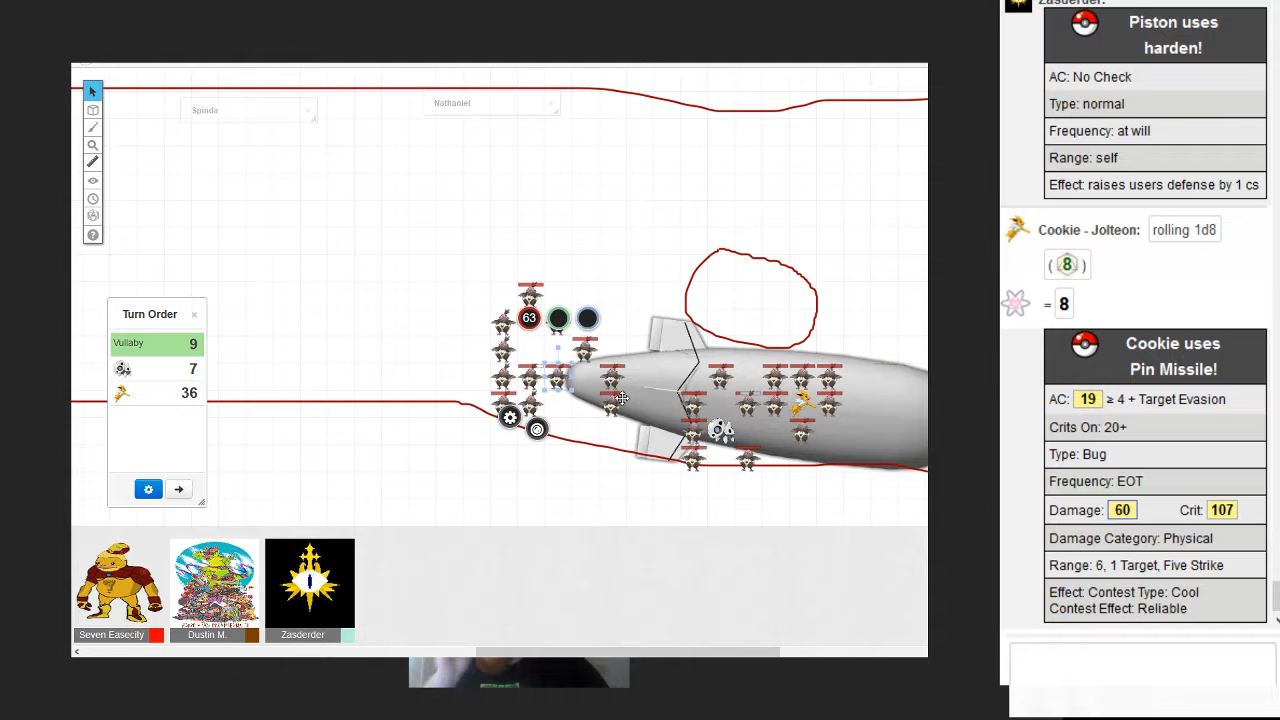 Zasderder:
Piston uses
harden!
AC: No Check
Type: normal
Frequency: at will
Range: self
Effect: raises users defense by 1 cs
Cookie - Jolteon: rolling 1d8
( 8 )
= 8
Cookie uses
Pin Missile!
AC: 19 ≥ 4 + Target Evasion
Crits On: 20+
Type: Bug
Frequency: EOT
Damage: 60 Crit: 107
Damage Category: Physical
Range: 6, 1 Target, Five Strike
Effect: Contest Type: Cool
Contest Effect: Reliable
Spinda
Nathaniel
63
Turn Order
Vullaby 9
7
36
Seven Easecity
Dustin M.
Zasderder